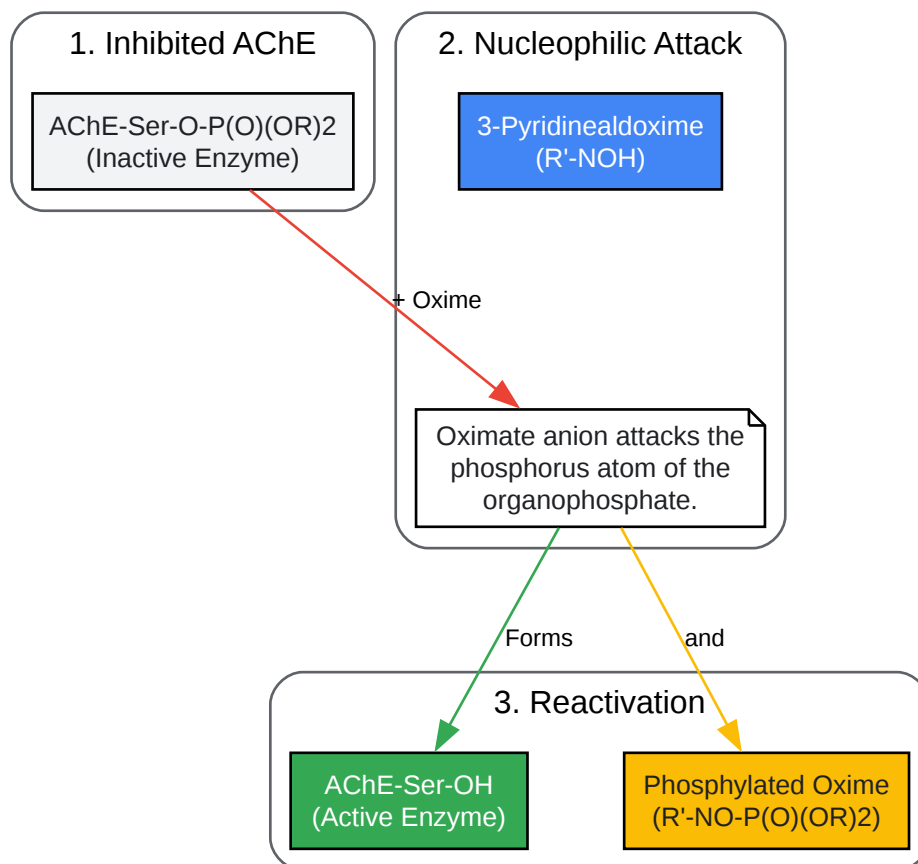 1. Inhibited AChE
AChE-Ser-O-P(O)(OR)2
(Inactive Enzyme)
2. Nucleophilic Attack
3-Pyridinealdoxime
(R'-NOH)
+ Oxime
Oximate anion attacks the
phosphorus atom of the
organophosphate.
Forms
and
3. Reactivation
AChE-Ser-OH
(Active Enzyme)
Phosphylated Oxime
(R'-NO-P(O)(OR)2)